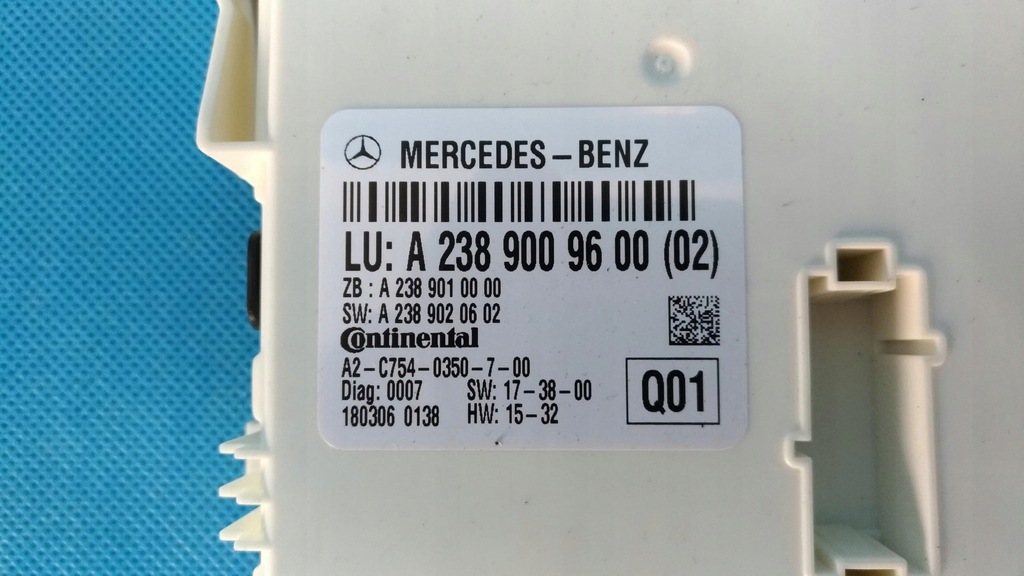 MERCEDES-BENZ
LU: A 238 900 96 00 (02)
ZB : A 238 901 00 00
SW: A 238 902 06 02
Continental
A2-C754-0350-7-00
Diag: 0007 SW: 17-38-00
180306 0138 HW: 15-32
Q01